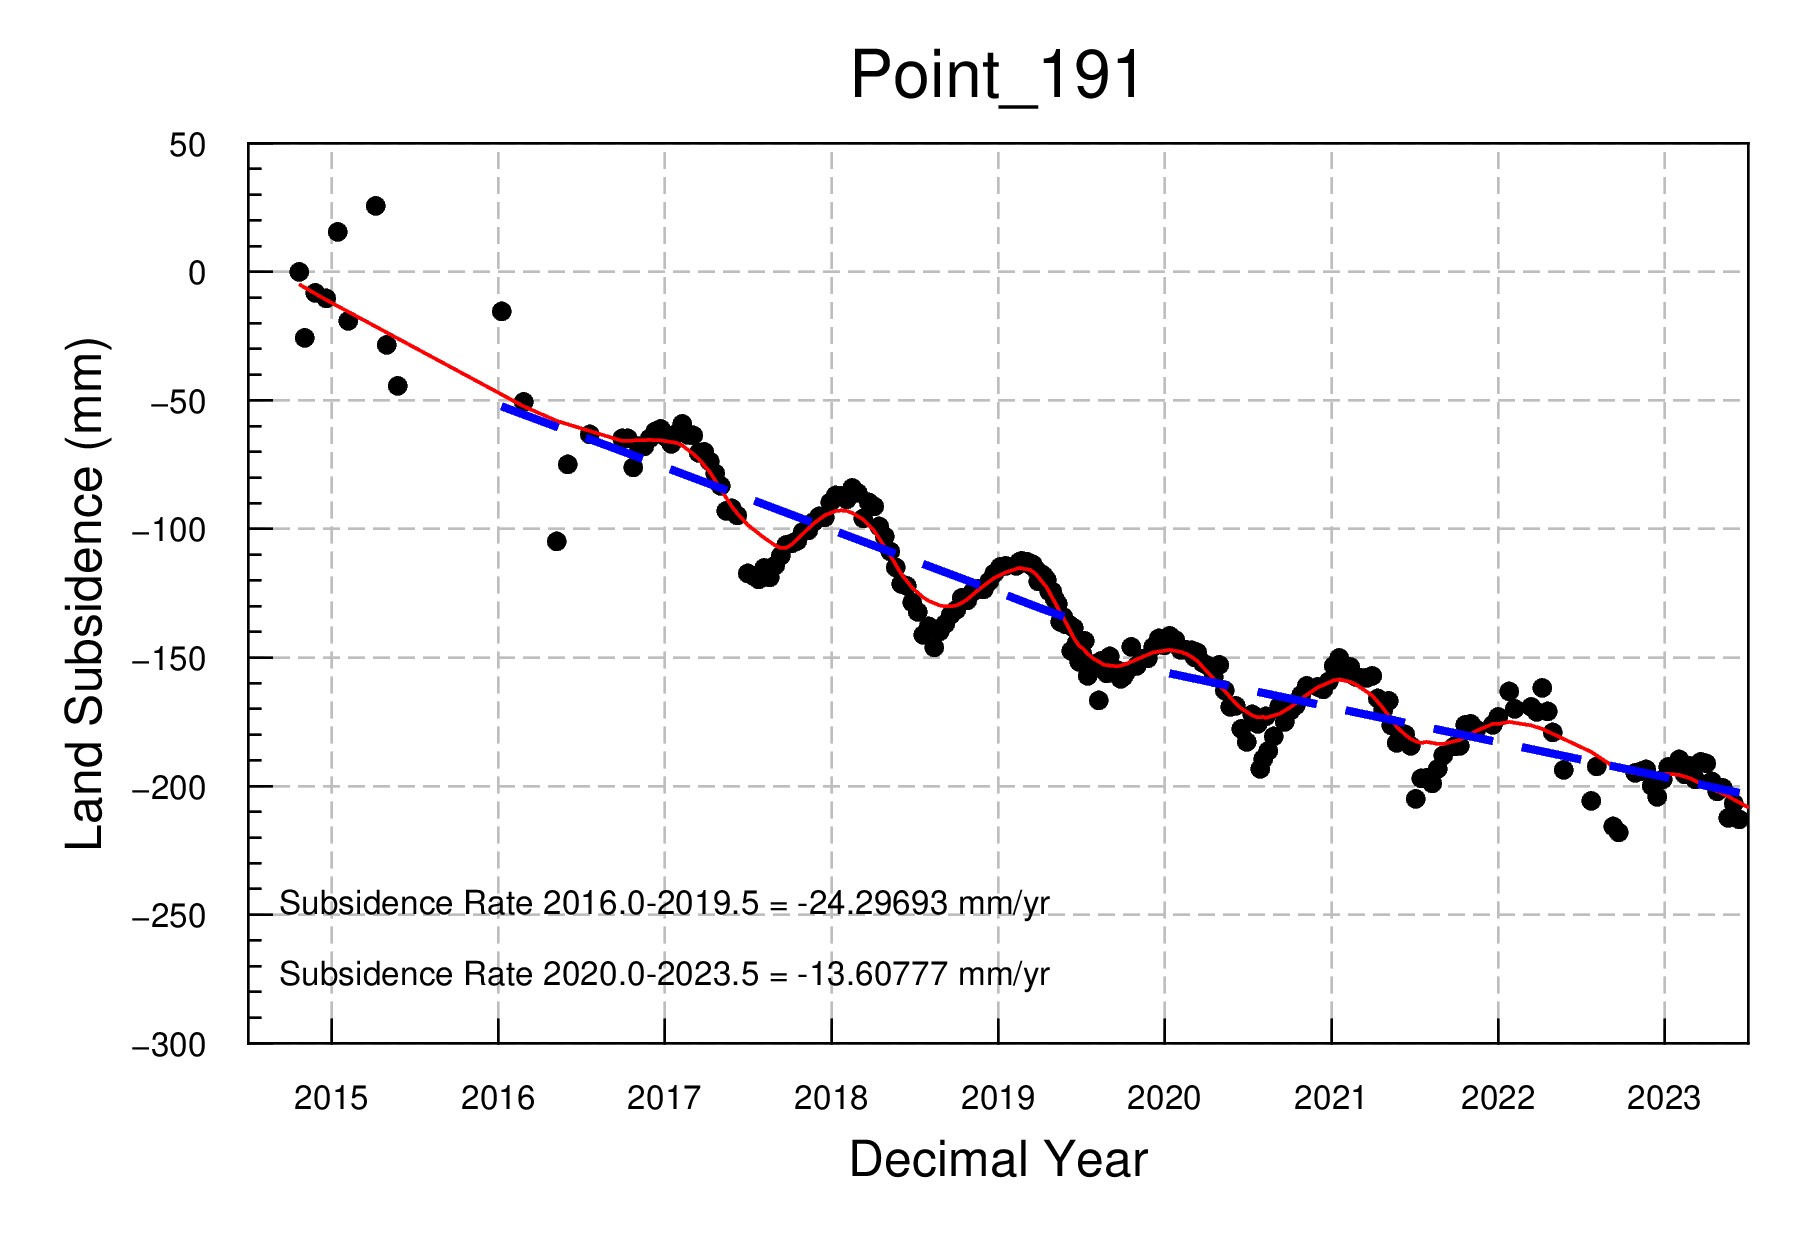 Point_191
50
0
−50
−100
−150
−200
−250
−300
Land Subsidence (mm)
Subsidence Rate 2016.0-2019.5 = -24.29693 mm/yr
Subsidence Rate 2020.0-2023.5 = -13.60777 mm/yr
2015 2016 2017 2018 2019 2020 2021 2022 2023
Decimal Year